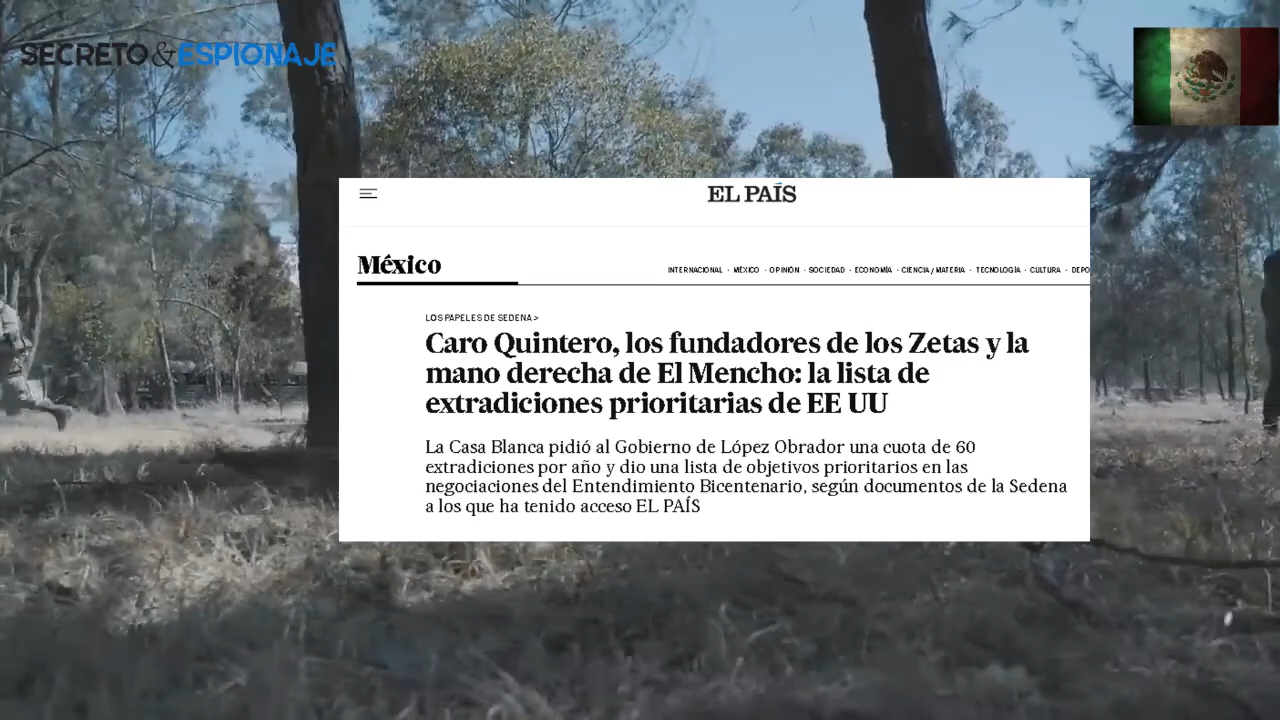 SECRETO&ESPIONAJE
EL PAÍS
México
INTERNACIONAL · MÉXICO · OPINIÓN · SOCIEDAD · ECONOMÍA · CIENCIA / MATERIA · TECNOLOGÍA · CULTURA · DEPO
LOS PAPELES DE SEDENA >
Caro Quintero, los fundadores de los Zetas y la
mano derecha de El Mencho: la lista de
extradiciones prioritarias de EE UU
La Casa Blanca pidió al Gobierno de López Obrador una cuota de 60
extradiciones por año y dio una lista de objetivos prioritarios en las
negociaciones del Entendimiento Bicentenario, según documentos de la Sedena
a los que ha tenido acceso EL PAÍS